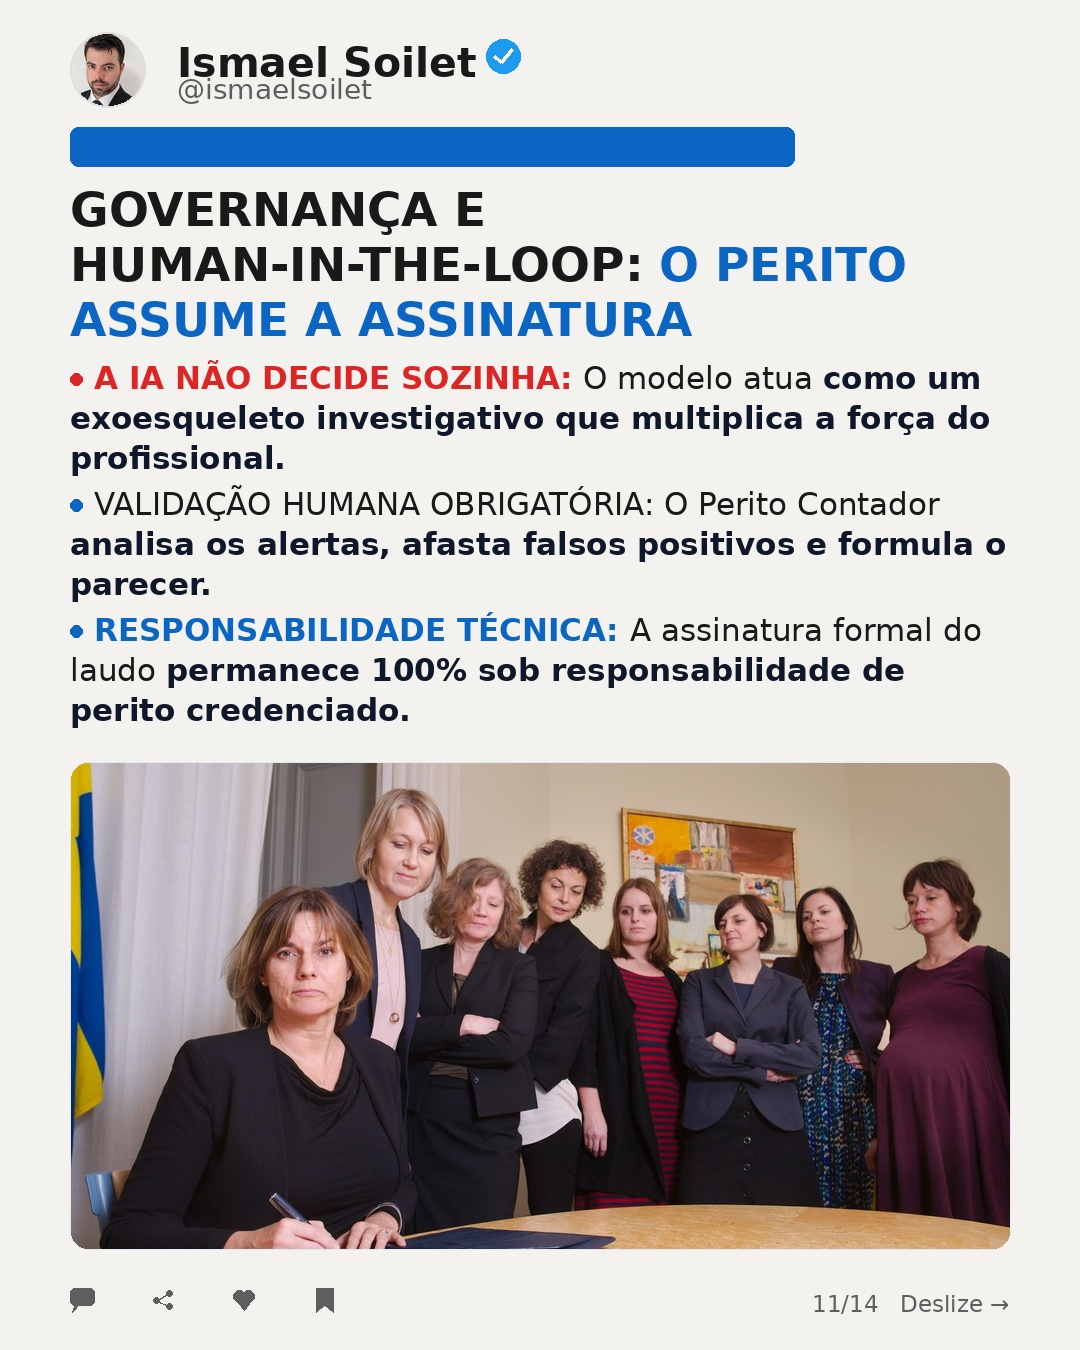 Ismael Soilet
@ismaelsoilet
GOVERNANÇA E
HUMAN-IN-THE-LOOP: O PERITO
ASSUME A ASSINATURA
• A IA NÃO DECIDE SOZINHA: O modelo atua como um
exoesqueleto investigativo que multiplica a força do
profissional.
• VALIDAÇÃO HUMANA OBRIGATÓRIA: O Perito Contador
analisa os alertas, afasta falsos positivos e formula o
parecer.
• RESPONSABILIDADE TÉCNICA: A assinatura formal do
laudo permanece 100% sob responsabilidade de
perito credenciado.
11/14 Deslize →